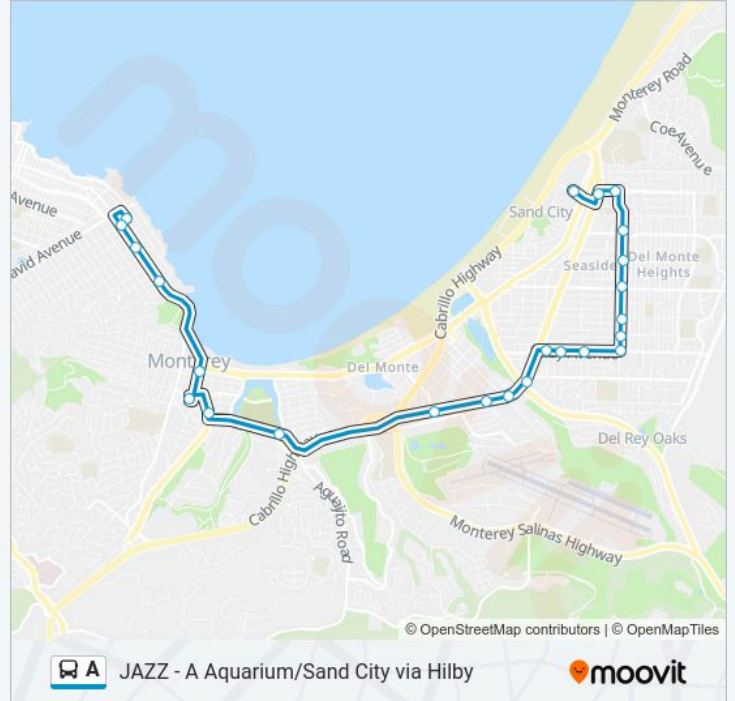 Monterey Road
Coe Avenue
Avenue
avid Avenue
Sand City
Seaside
Del Monte
Heights
Cabrillo Highway
Monterey
Del Monte
Del Rey Oaks
Cabrillo High
Aguajito Road
Monterey Salinas Highway
© OpenStreetMap contributors | © OpenMapTiles
A JAZZ - A Aquarium/Sand City via Hilby
moovit